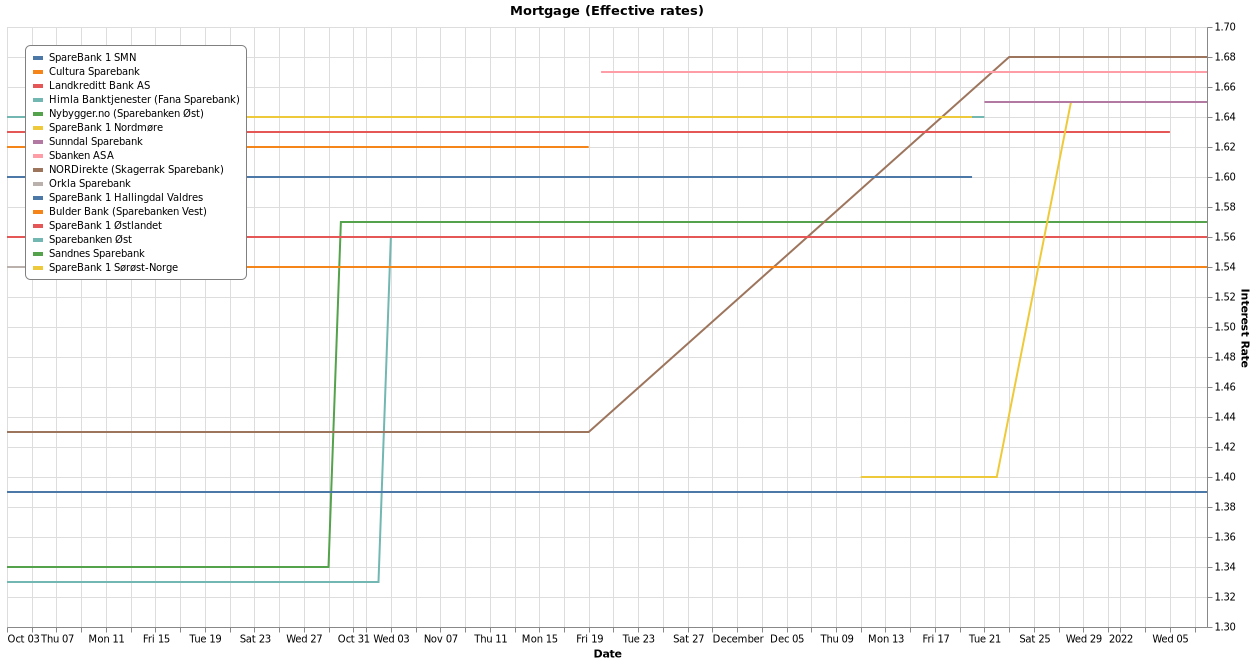 Mortgage (Effective rates)
SpareBank 1 SMN
Cultura Sparebank
Landkreditt Bank AS
Himla Banktjenester (Fana Sparebank)
Nybygger.no (Sparebanken Øst)
SpareBank 1 Nordmøre
Sunndal Sparebank
Sbanken ASA
NORDirekte (Skagerrak Sparebank)
Orkla Sparebank
SpareBank 1 Hallingdal Valdres
Bulder Bank (Sparebanken Vest)
SpareBank 1 Østlandet
Sparebanken Øst
Sandnes Sparebank
SpareBank 1 Sørøst-Norge
1.70
1.68
1.66
1.64
1.62
1.60
1.58
1.56
1.54
1.52
1.50
1.48
1.46
1.44
1.42
1.40
1.38
1.36
1.34
1.32
1.30
Interest Rate
Oct 03 Thu 07 Mon 11 Fri 15 Tue 19 Sat 23 Wed 27 Oct 31 Wed 03 Nov 07 Thu 11 Mon 15 Fri 19 Tue 23 Sat 27 December Dec 05 Thu 09 Mon 13 Fri 17 Tue 21 Sat 25 Wed 29 2022 Wed 05
Date